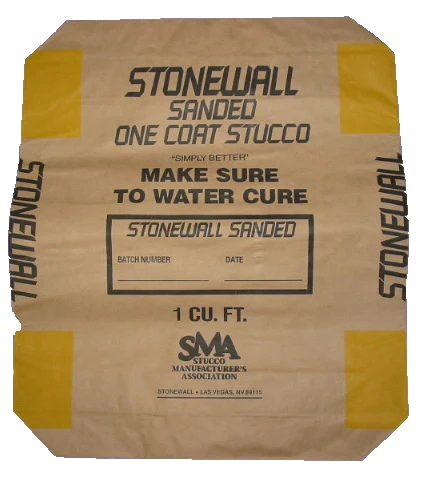 STONEWALL
SANDED
ONE COAT STUCCO
"SIMPLY BETTER"
MAKE SURE
TO WATER CURE
STONEWALL SANDED
BATCH NUMBER DATE
1 CU. FT.
SMA
STUCCO
MANUFACTURER'S
ASSOCIATION
STONEWALL • LAS VEGAS, NV 89115
STONEWALL
STONEWALL